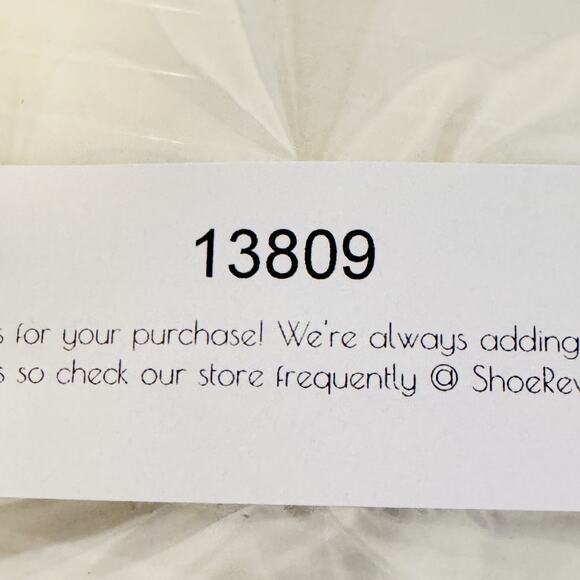 13809
s for your purchase! We're always adding
s so check our store frequently @ ShoeRev